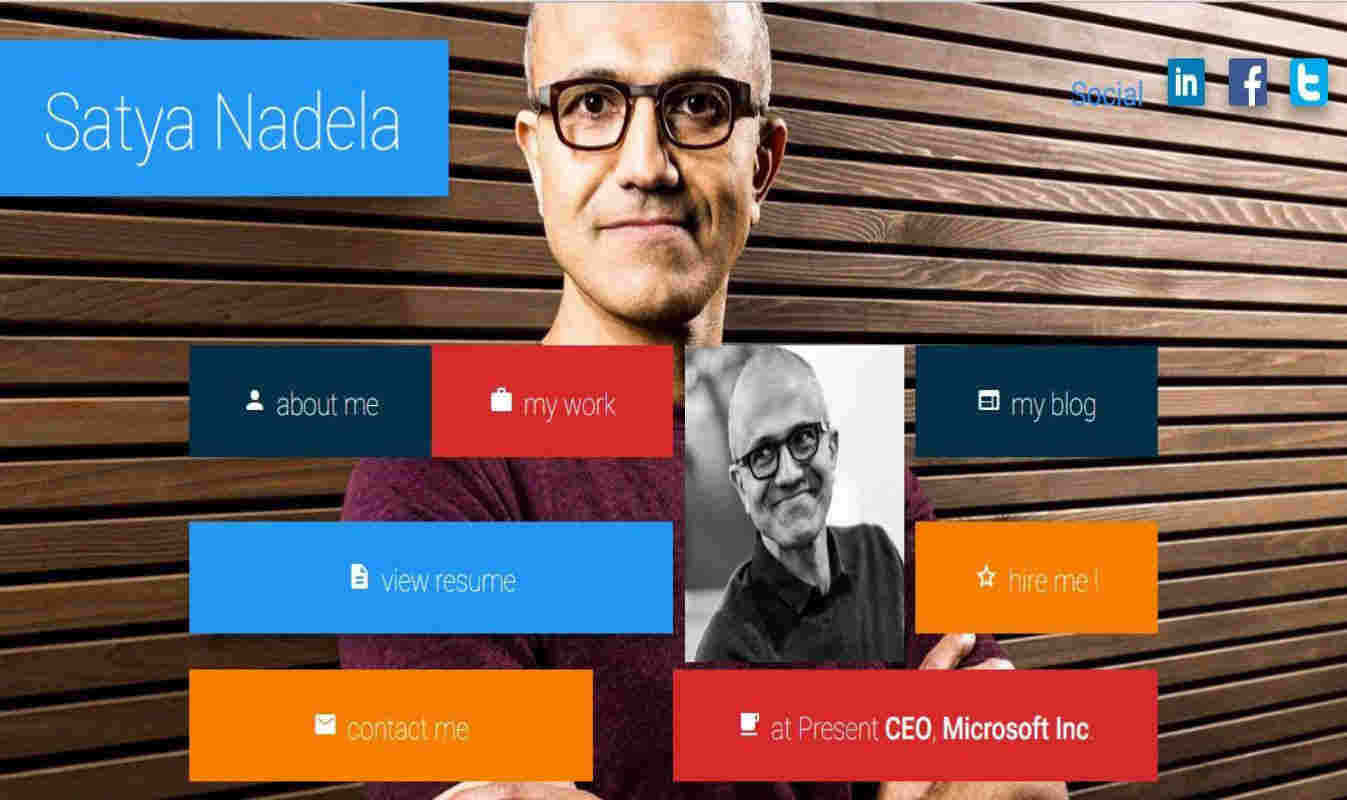 Satya Nadela
Social
in f t
about me
my work
my blog
view resume
hire me !
contact me
at Present CEO, Microsoft Inc.